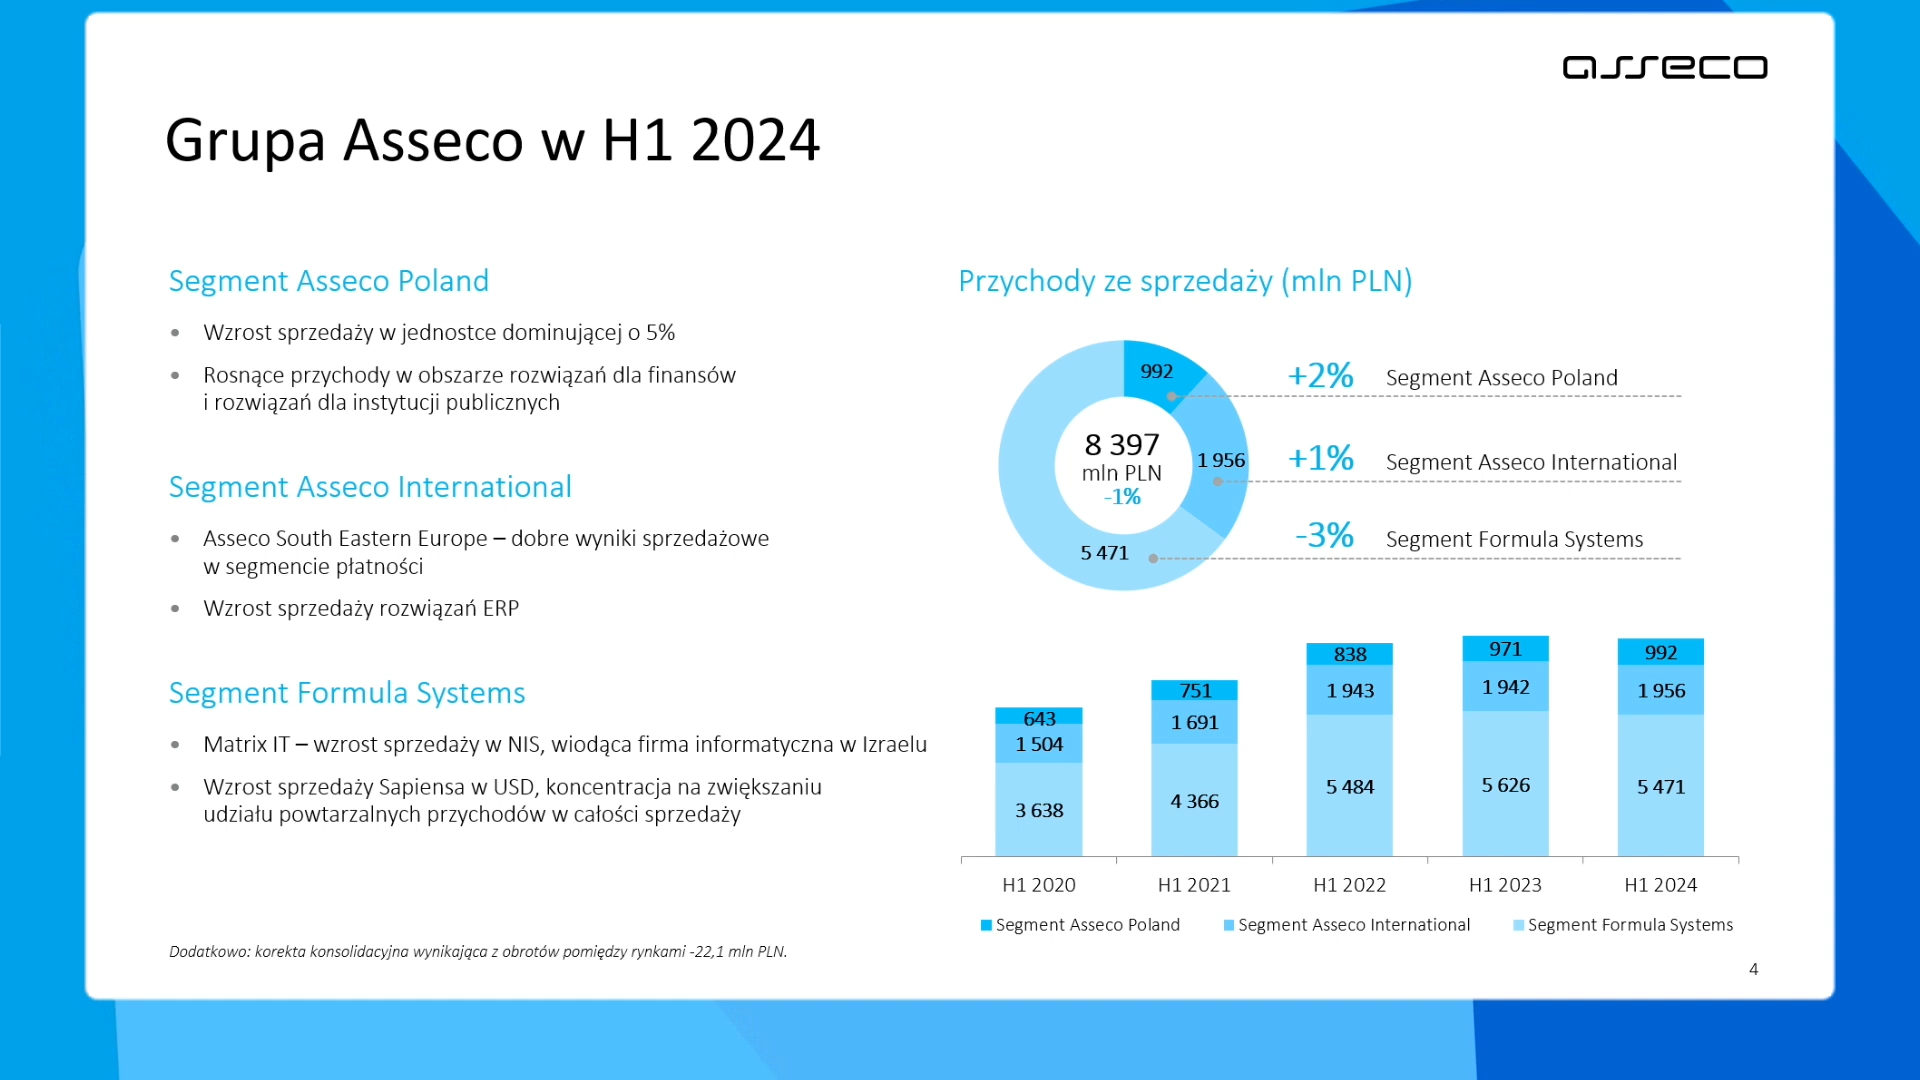 asseco
Grupa Asseco w H1 2024
Segment Asseco Poland
• Wzrost sprzedaży w jednostce dominującej o 5%
• Rosnące przychody w obszarze rozwiązań dla finansów
i rozwiązań dla instytucji publicznych
Segment Asseco International
• Asseco South Eastern Europe – dobre wyniki sprzedażowe
w segmencie płatności
• Wzrost sprzedaży rozwiązań ERP
Segment Formula Systems
• Matrix IT – wzrost sprzedaży w NIS, wiodąca firma informatyczna w Izraelu
• Wzrost sprzedaży Sapiensa w USD, koncentracja na zwiększaniu
udziału powtarzalnych przychodów w całości sprzedaży
Dodatkowo: korekta konsolidacyjna wynikająca z obrotów pomiędzy rynkami -22,1 mln PLN.
Przychody ze sprzedaży (mln PLN)
992
8 397
mln PLN
-1%
1 956
5 471
+2% Segment Asseco Poland
+1% Segment Asseco International
-3% Segment Formula Systems
643 751 838 971 992
1 504 1 691 1 943 1 942 1 956
3 638 4 366 5 484 5 626 5 471
H1 2020 H1 2021 H1 2022 H1 2023 H1 2024
Segment Asseco Poland Segment Asseco International Segment Formula Systems
4